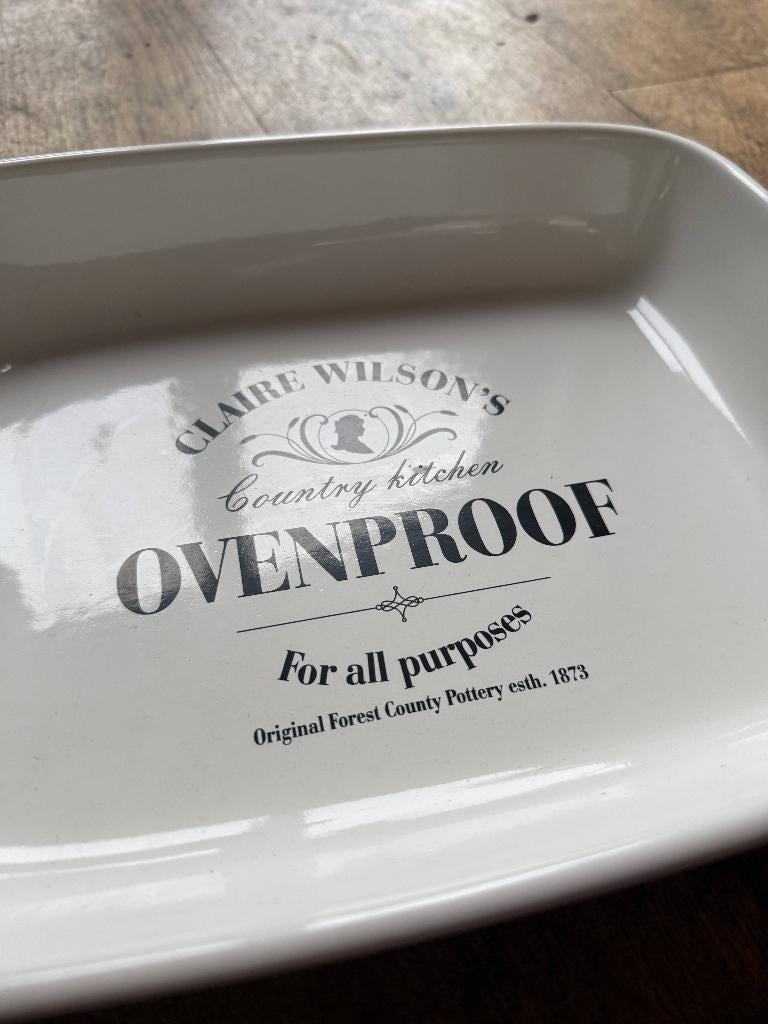 CLAIRE WILSON'S
Country kitchen
OVENPROOF
For all purposes
Original Forest County Pottery esth. 1873